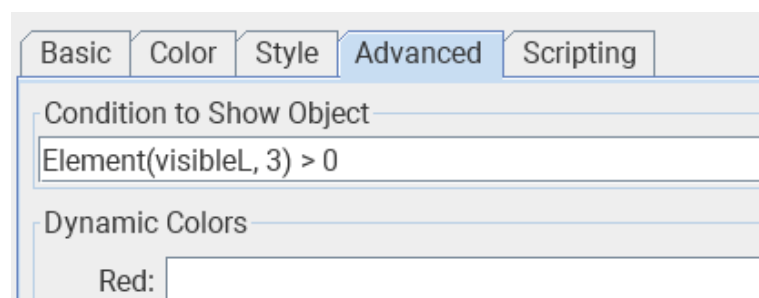 Basic Color Style Advanced Scripting
Condition to Show Object
Element(visibleL, 3) > 0
Dynamic Colors
Red: